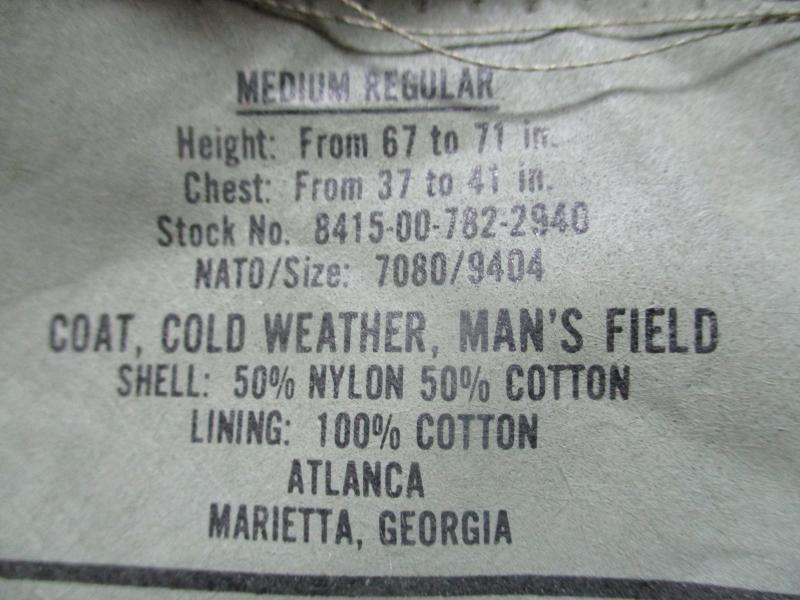 MEDIUM REGULAR
Height: From 67 to 71 in.
Chest: From 37 to 41 in.
Stock No. 8415-00-782-2940
NATO/Size: 7080/9404
COAT, COLD WEATHER, MAN'S FIELD
SHELL: 50% NYLON 50% COTTON
LINING: 100% COTTON
ATLANCA
MARIETTA, GEORGIA